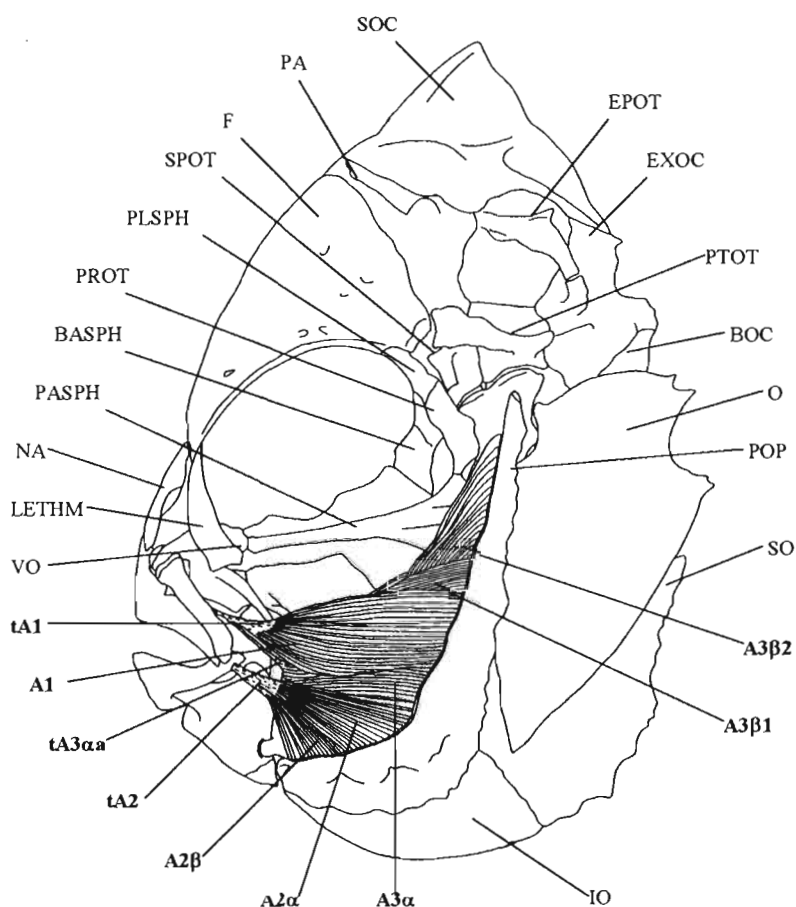 SOC
PA
EPOT
F
EXOC
SPOT
PLSPH
PTOT
PROT
BOC
BASPH
O
PASPH
POP
NA
LETHM
SO
VO
tA1
A3β2
A1
A3β1
tA3αa
tA2
A2β
A2α
A3α
IO